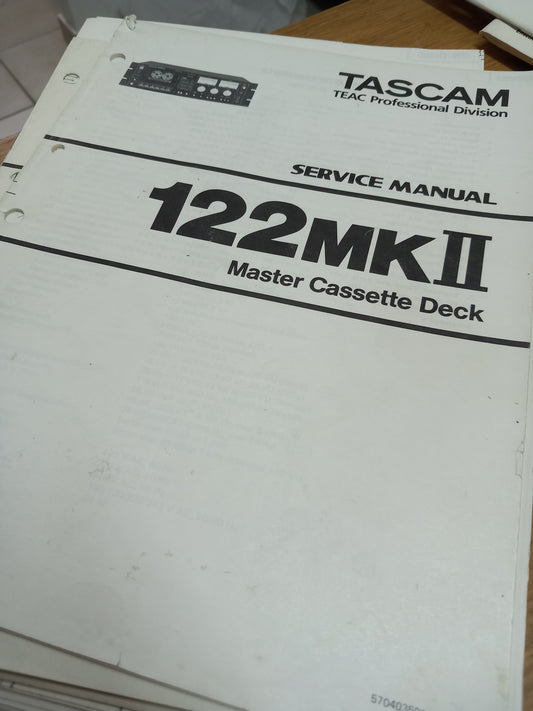 TASCAM
TEAC Professional Division
SERVICE MANUAL
122MKII
Master Cassette Deck